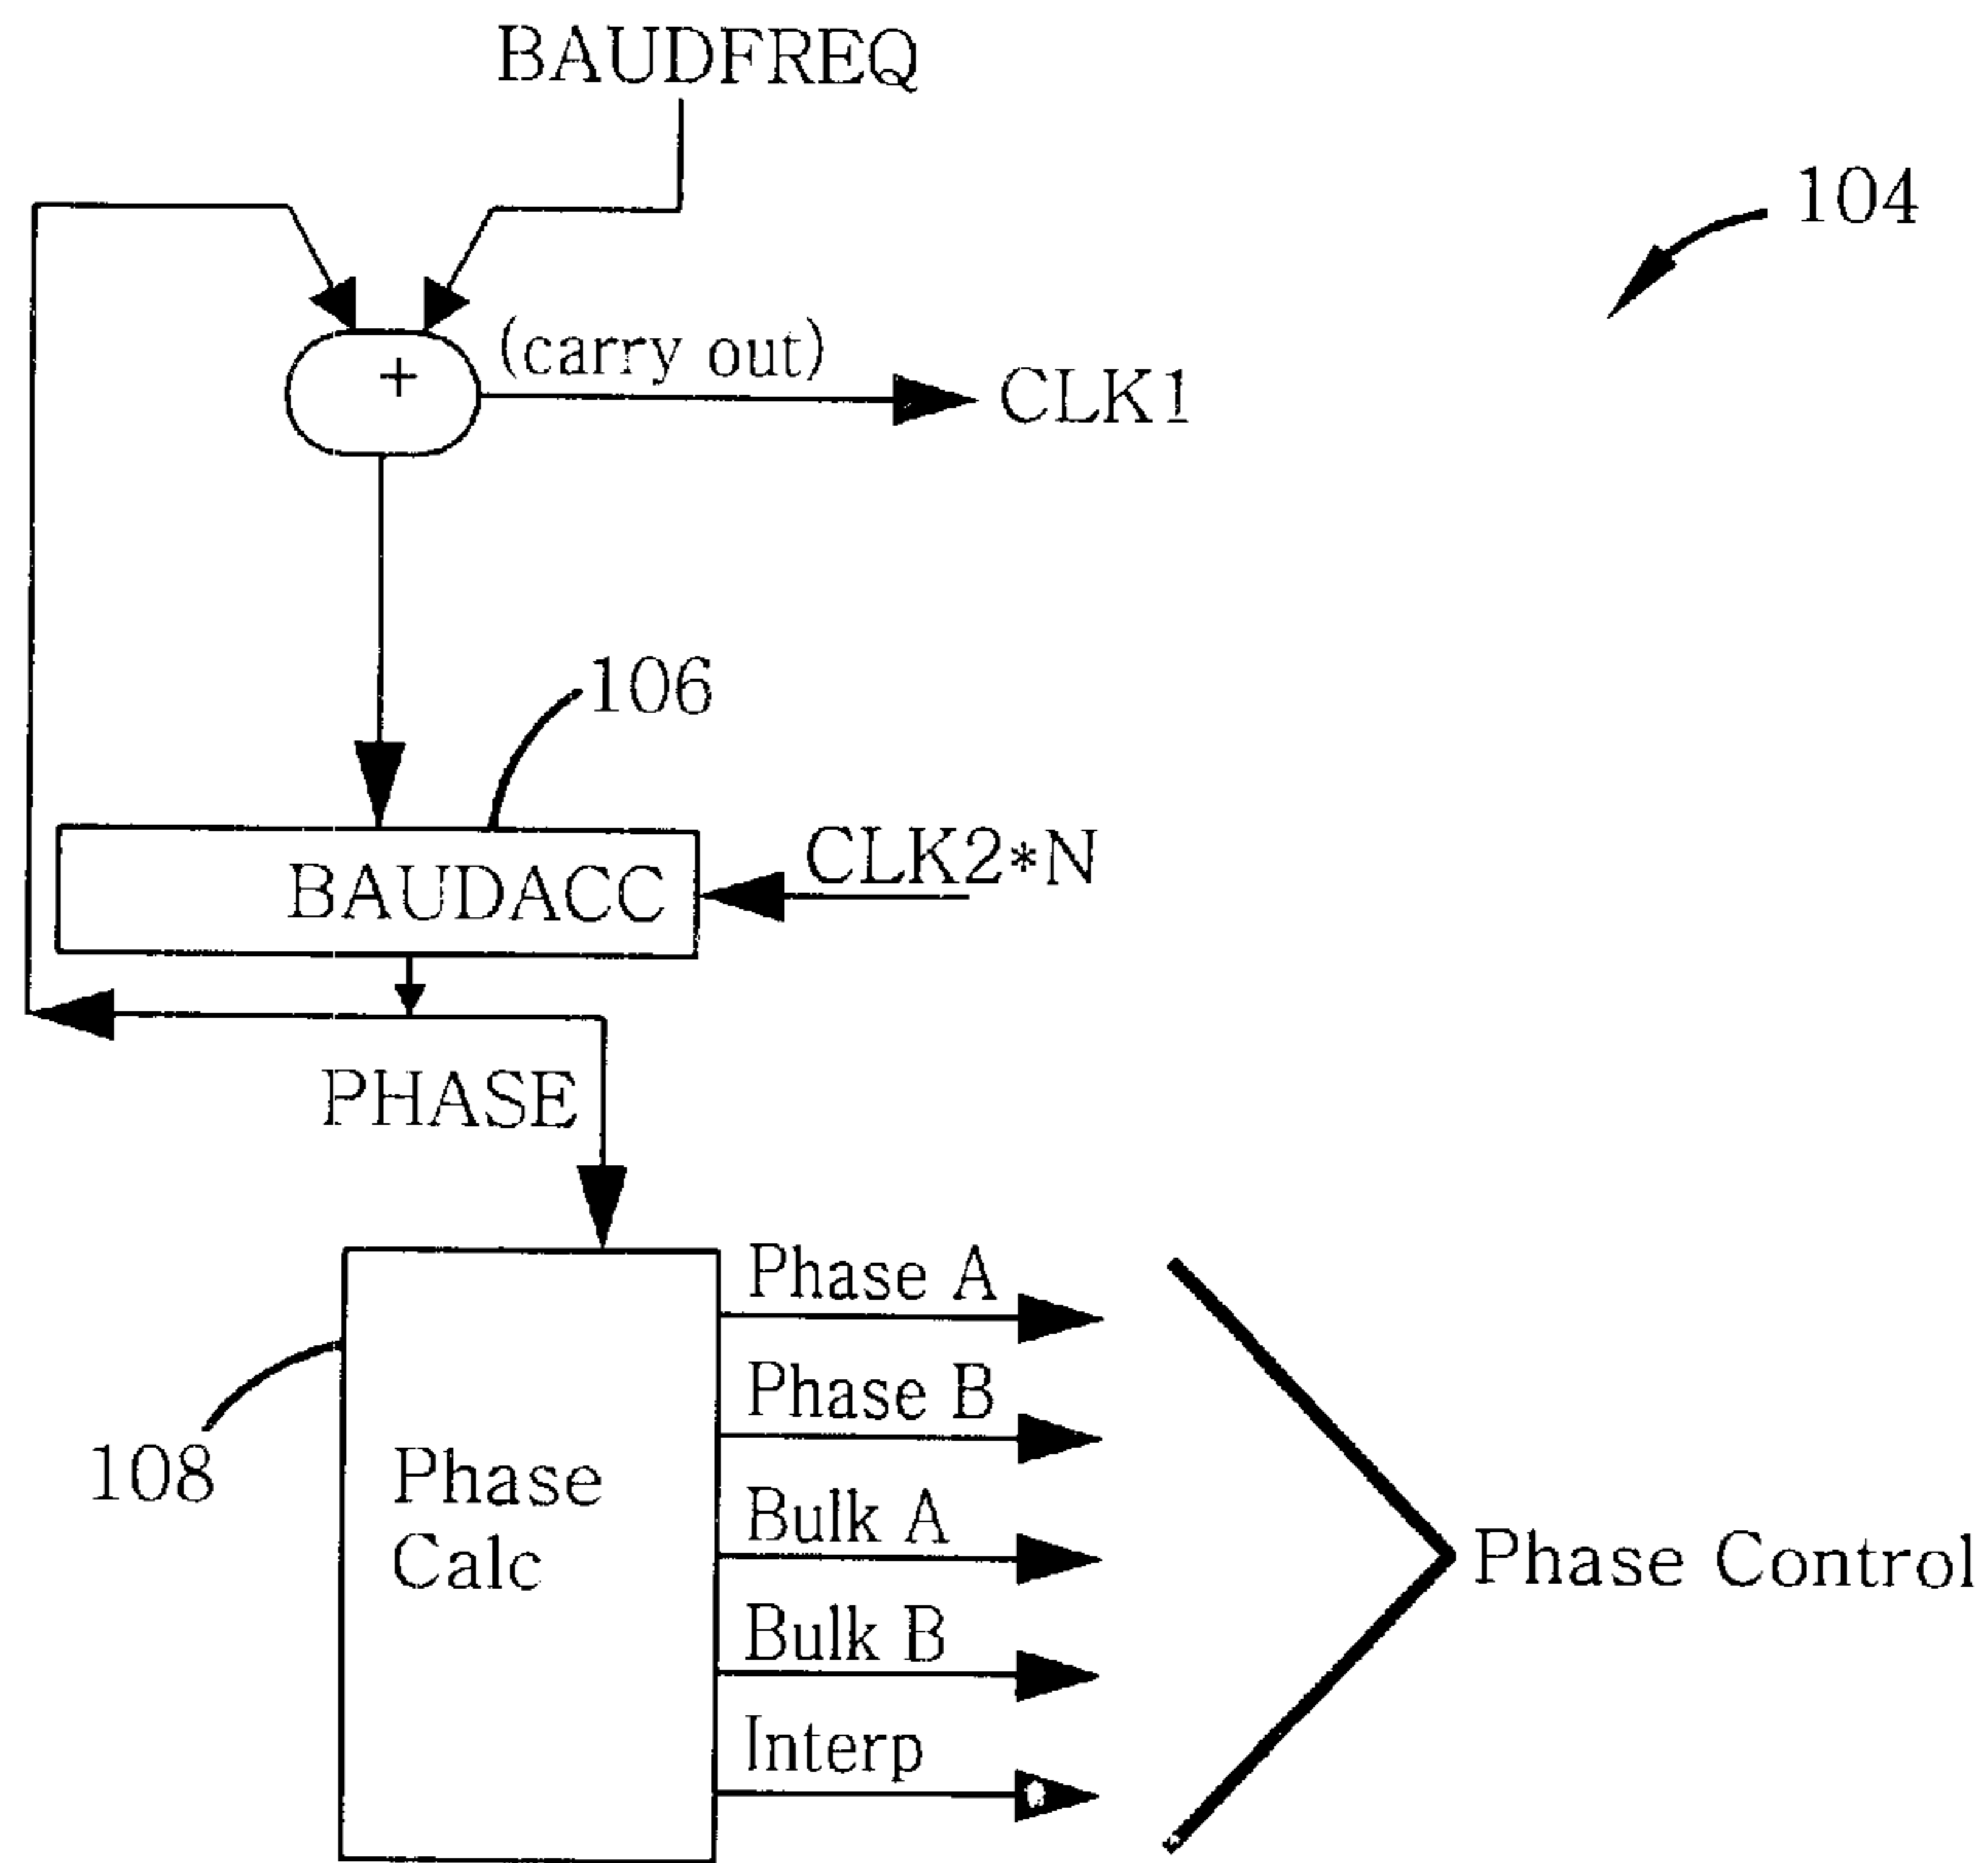 BAUDFREQ
104
+
(carry out)
CLK1
106
BAUDACC
CLK2*N
PHASE
Phase A
Phase B
108
Phase
Calc
Bulk A
Bulk B
Interp
Phase Control